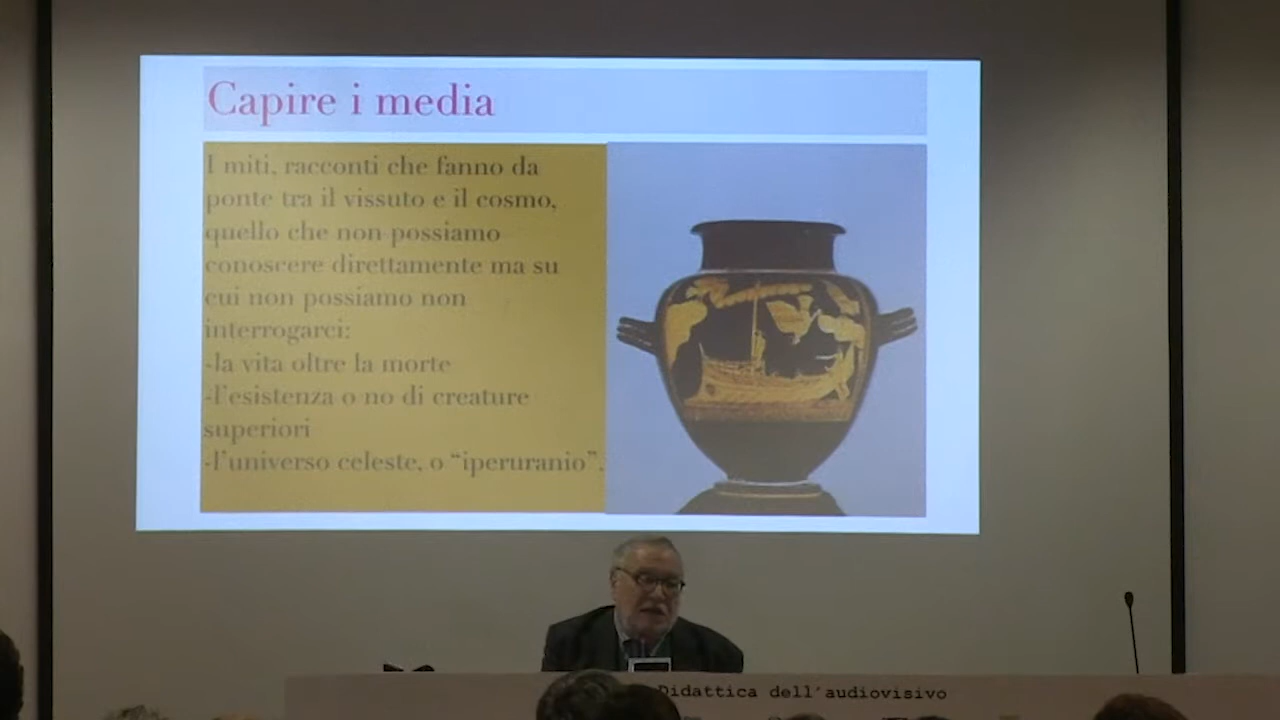 Capire i media
I miti, racconti che fanno da
ponte tra il vissuto e il cosmo,
quello che non possiamo
conoscere direttamente ma su
cui non possiamo non
interrogarci:
-la vita oltre la morte
-l'esistenza o no di creature
superiori
-l'universo celeste, o “iperuranio”.
Didattica dell'audiovisivo